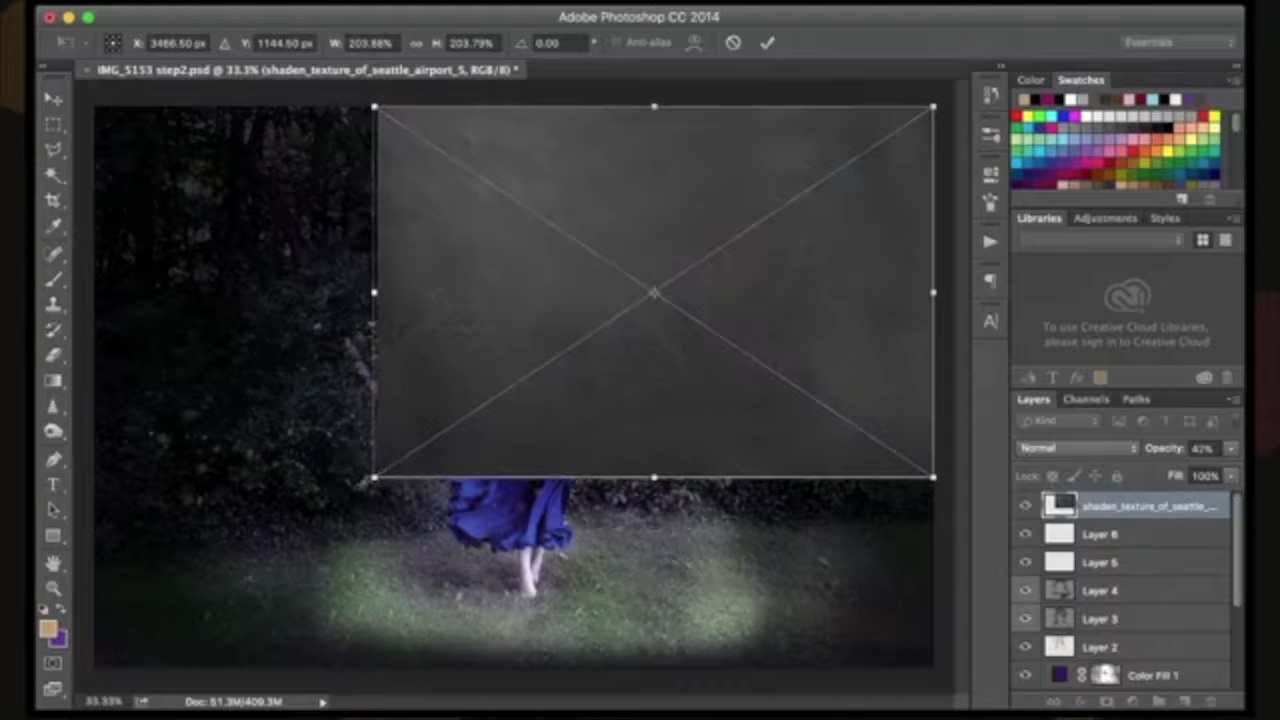 Adobe Photoshop CC 2014
X: 3466.50 px Y: 1144.50 px W: 203.88% H: 203.79% 0.00 ° Anti-alias Essentials
× IMG_5153 step2.psd @ 33.3% (shaden_texture_of_seattle_airport_5, RGB/8) *
Color Swatches
Libraries Adjustments Styles
To use Creative Cloud Libraries,
please sign in to Creative Cloud
Layers Channels Paths
Kind
Normal Opacity: 42%
Lock: Fill: 100%
shaden_texture_of_seattle_...
Layer 6
Layer 5
Layer 4
Layer 3
Layer 2
Color Fill 1
33.33% Doc: 51.3M/409.3M